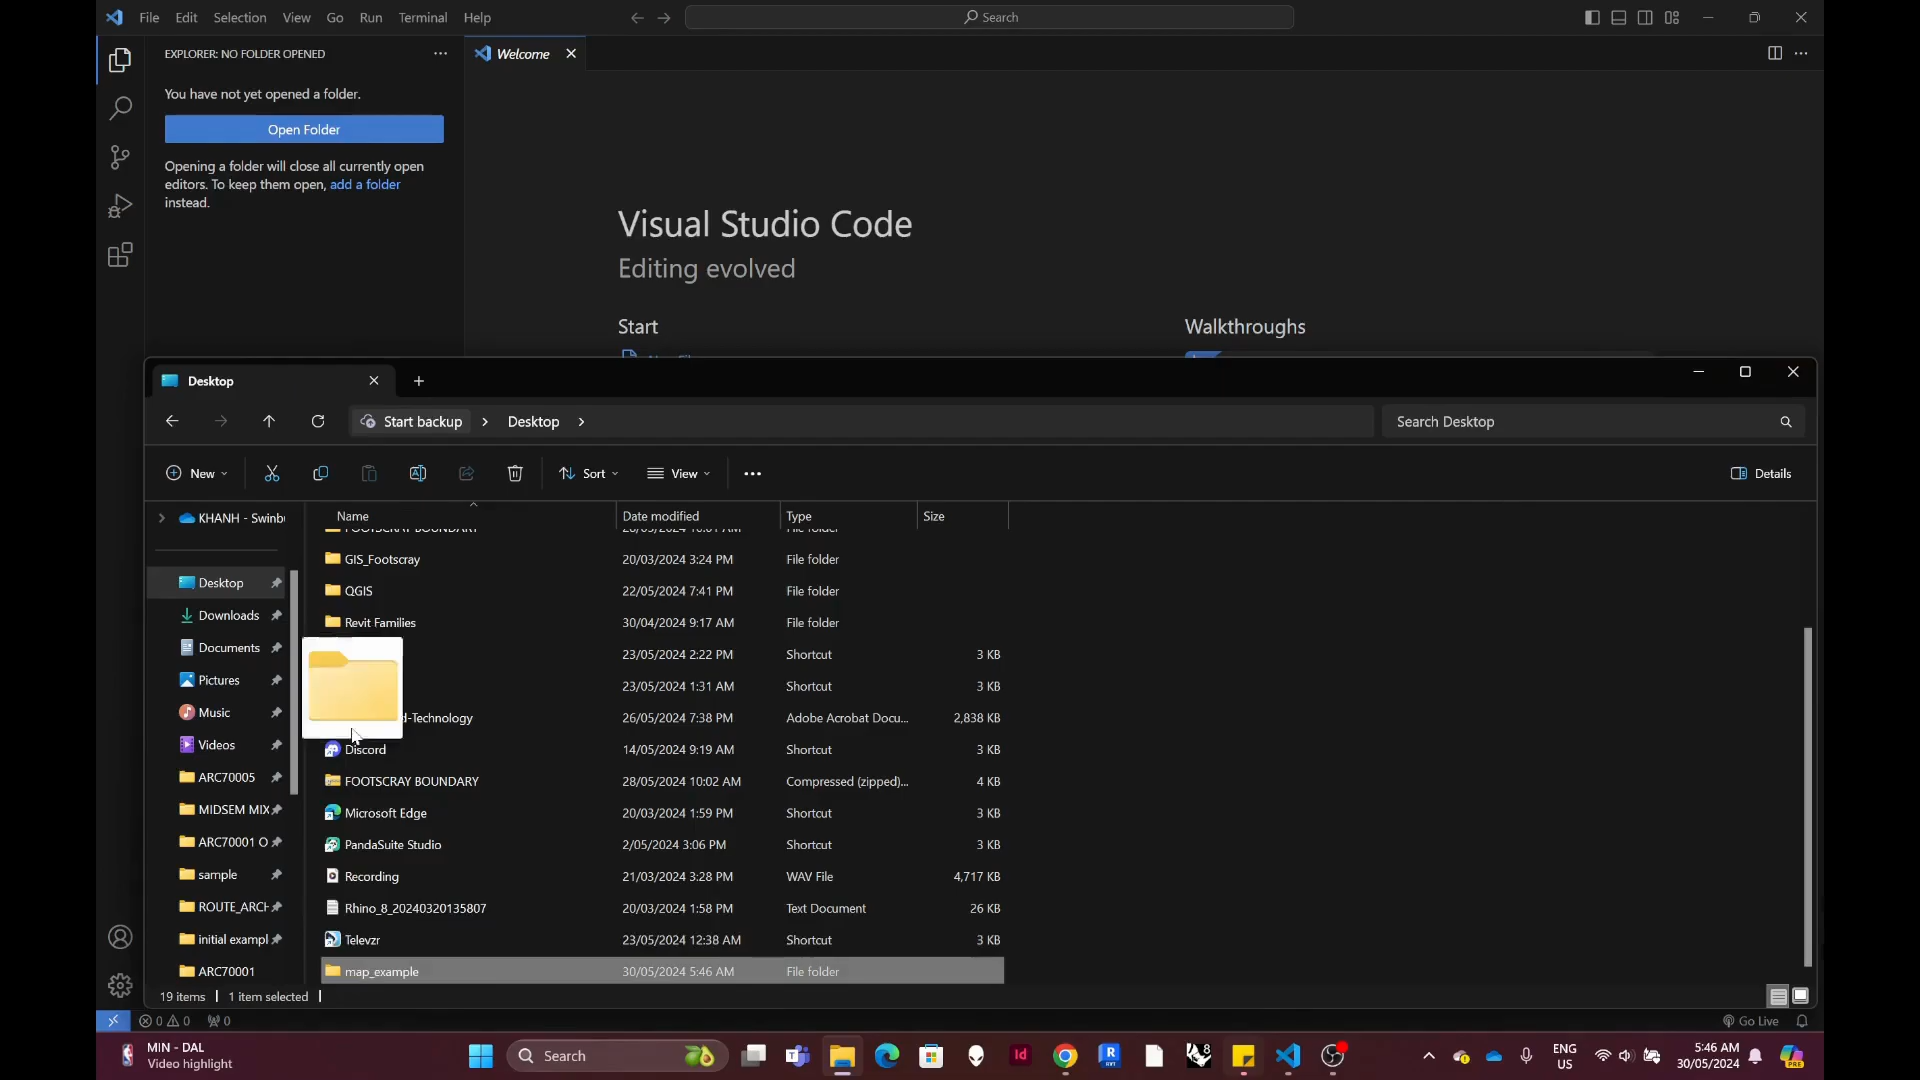 File Edit Selection View Go Run Terminal Help
Search
EXPLORER: NO FOLDER OPENED
Welcome
You have not yet opened a folder.
Open Folder
Opening a folder will close all currently open
editors. To keep them open, add a folder
instead.
Visual Studio Code
Editing evolved
Start
Walkthroughs
Desktop
Start backup > Desktop >
Search Desktop
New
Sort
View
Details
KHANH - Swinb
Desktop
Downloads
Documents
Pictures
Music
Videos
ARC70005
MIDSEM MIX
ARC70001 O
sample
ROUTE_ARCH
initial exampl
ARC70001
Name Date modified Type Size
GIS_Footscray 20/03/2024 3:24 PM File folder
QGIS 22/05/2024 7:41 PM File folder
Revit Families 30/04/2024 9:17 AM File folder
23/05/2024 2:22 PM Shortcut 3 KB
23/05/2024 1:31 AM Shortcut 3 KB
d-Technology 26/05/2024 7:38 PM Adobe Acrobat Docu... 2,838 KB
Discord 14/05/2024 9:19 AM Shortcut 3 KB
FOOTSCRAY BOUNDARY 28/05/2024 10:02 AM Compressed (zipped)... 4 KB
Microsoft Edge 20/03/2024 1:59 PM Shortcut 3 KB
PandaSuite Studio 2/05/2024 3:06 PM Shortcut 3 KB
Recording 21/03/2024 3:28 PM WAV File 4,717 KB
Rhino_8_20240320135807 20/03/2024 1:58 PM Text Document 26 KB
Televzr 23/05/2024 12:38 AM Shortcut 3 KB
map_example 30/05/2024 5:46 AM File folder
19 items 1 item selected
0 0 0
Go Live
MIN - DAL
Video highlight
Search
Id
R
RVT
8
ENG
US
5:46 AM
30/05/2024
PRE